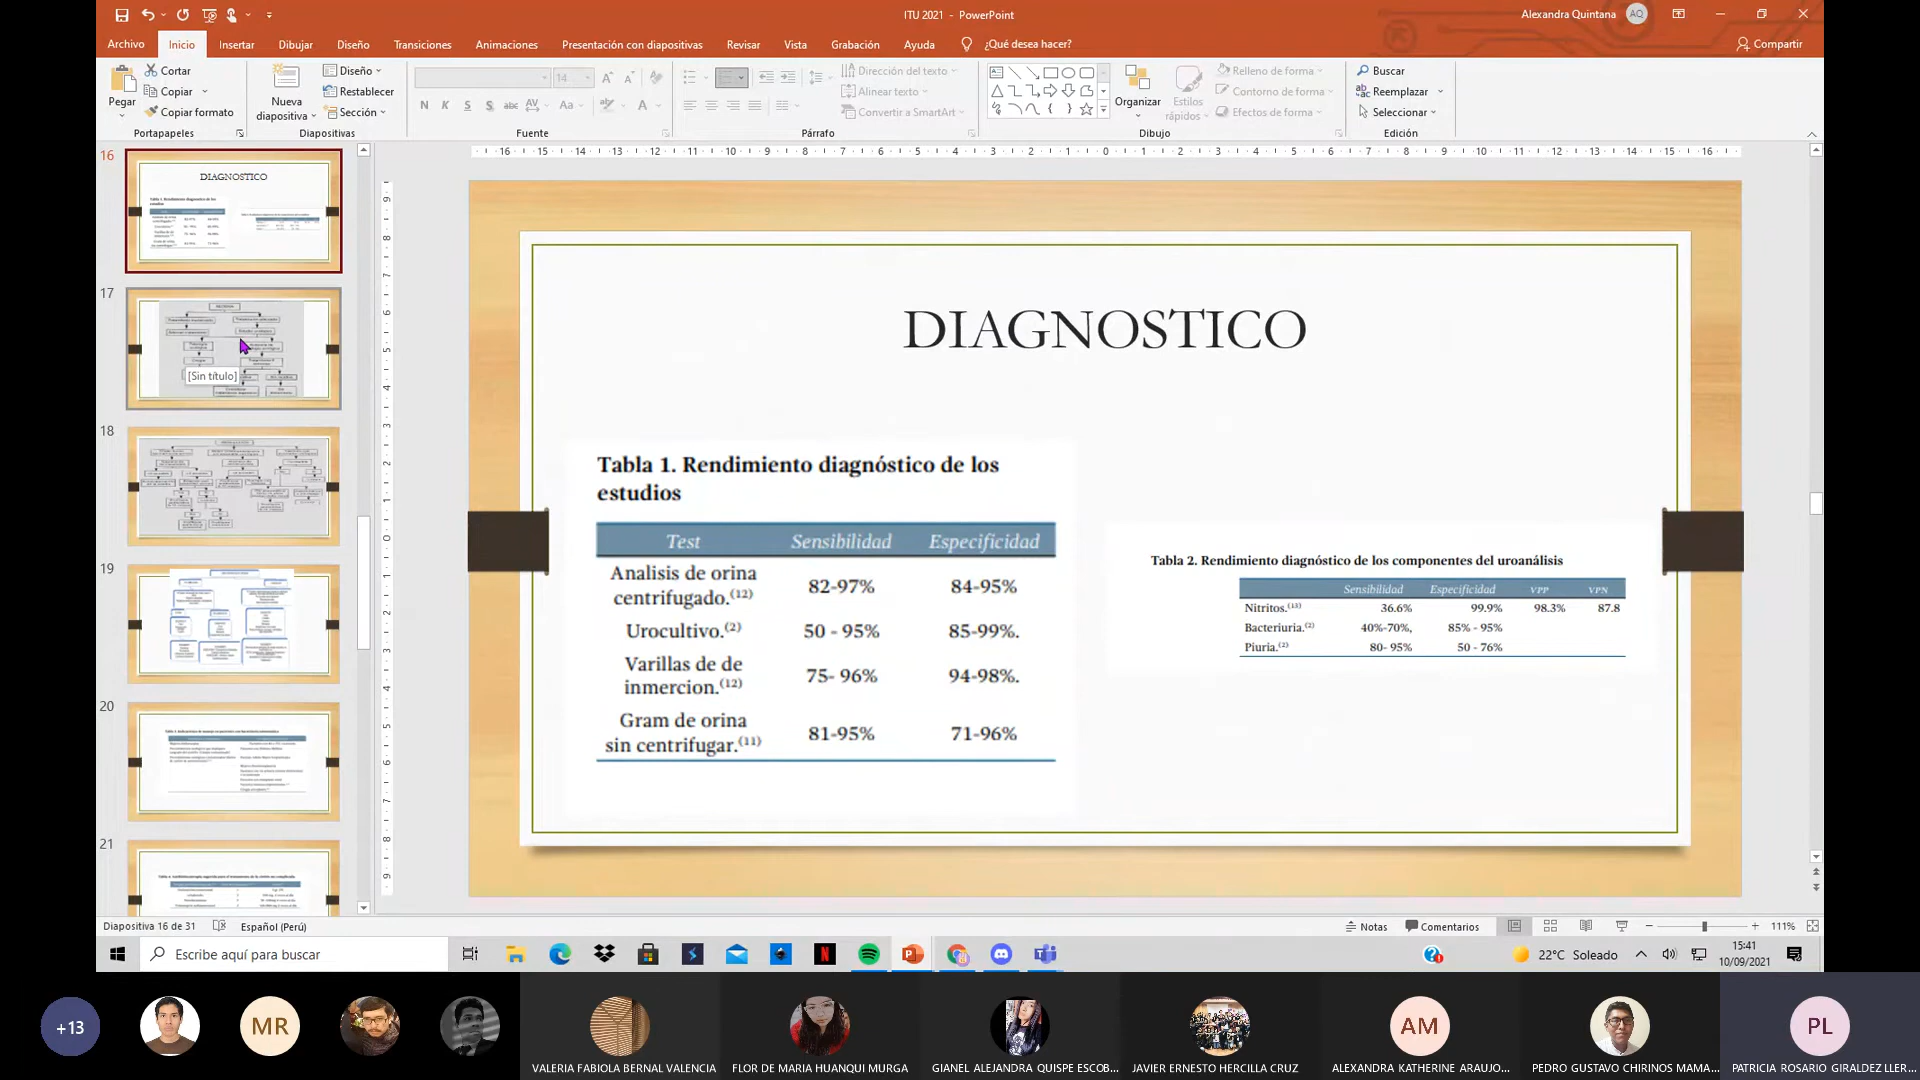 ITU 2021 - PowerPoint
Alexandra Quintana
AQ
Archivo
Inicio
Insertar
Dibujar
Diseño
Transiciones
Animaciones
Presentación con diapositivas
Revisar
Vista
Grabación
Ayuda
¿Qué desea hacer?
Compartir
Pegar
Cortar
Copiar
Copiar formato
Portapapeles
Nueva
diapositiva
Diseño
Restablecer
Sección
Diapositivas
14
Fuente
Dirección del texto
Alinear texto
Convertir a SmartArt
Párrafo
Organizar
Estilos
rápidos
Relleno de forma
Contorno de forma
Efectos de forma
Dibujo
Buscar
Reemplazar
Seleccionar
Edición
16
DIAGNOSTICO
17
[Sin título]
18
19
20
21
DIAGNOSTICO
Tabla 1. Rendimiento diagnóstico de los
estudios
Test Sensibilidad Especificidad
Analisis de orina
centrifugado.(12) 82-97% 84-95%
Urocultivo.(2) 50 - 95% 85-99%.
Varillas de de
inmercion.(12) 75- 96% 94-98%.
Gram de orina
sin centrifugar.(11) 81-95% 71-96%
Tabla 2. Rendimiento diagnóstico de los componentes del uroanálisis
Sensibilidad Especificidad VPP VPN
Nitritos.(13) 36.6% 99.9% 98.3% 87.8
Bacteriuria.(2) 40%-70%, 85% - 95%
Piuria.(2) 80- 95% 50 - 76%
Diapositiva 16 de 31
Español (Perú)
Notas
Comentarios
111%
Escribe aquí para buscar
22°C Soleado
15:41
10/09/2021
+13
MR
VALERIA FABIOLA BERNAL VALENCIA
FLOR DE MARIA HUANQUI MURGA
GIANEL ALEJANDRA QUISPE ESCOB...
JAVIER ERNESTO HERCILLA CRUZ
AM
ALEXANDRA KATHERINE ARAUJO...
PEDRO GUSTAVO CHIRINOS MAMA...
PL
PATRICIA ROSARIO GIRALDEZ LLER...